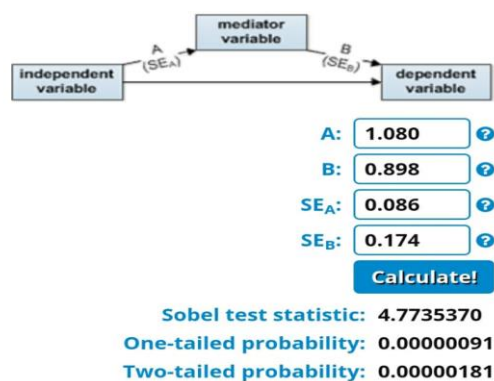 mediator
variable
A
(SEA)
B
(SEB)
independent
variable
dependent
variable
A: 1.080 ?
B: 0.898 ?
SEA: 0.086 ?
SEB: 0.174 ?
Calculate!
Sobel test statistic: 4.7735370
One-tailed probability: 0.00000091
Two-tailed probability: 0.00000181